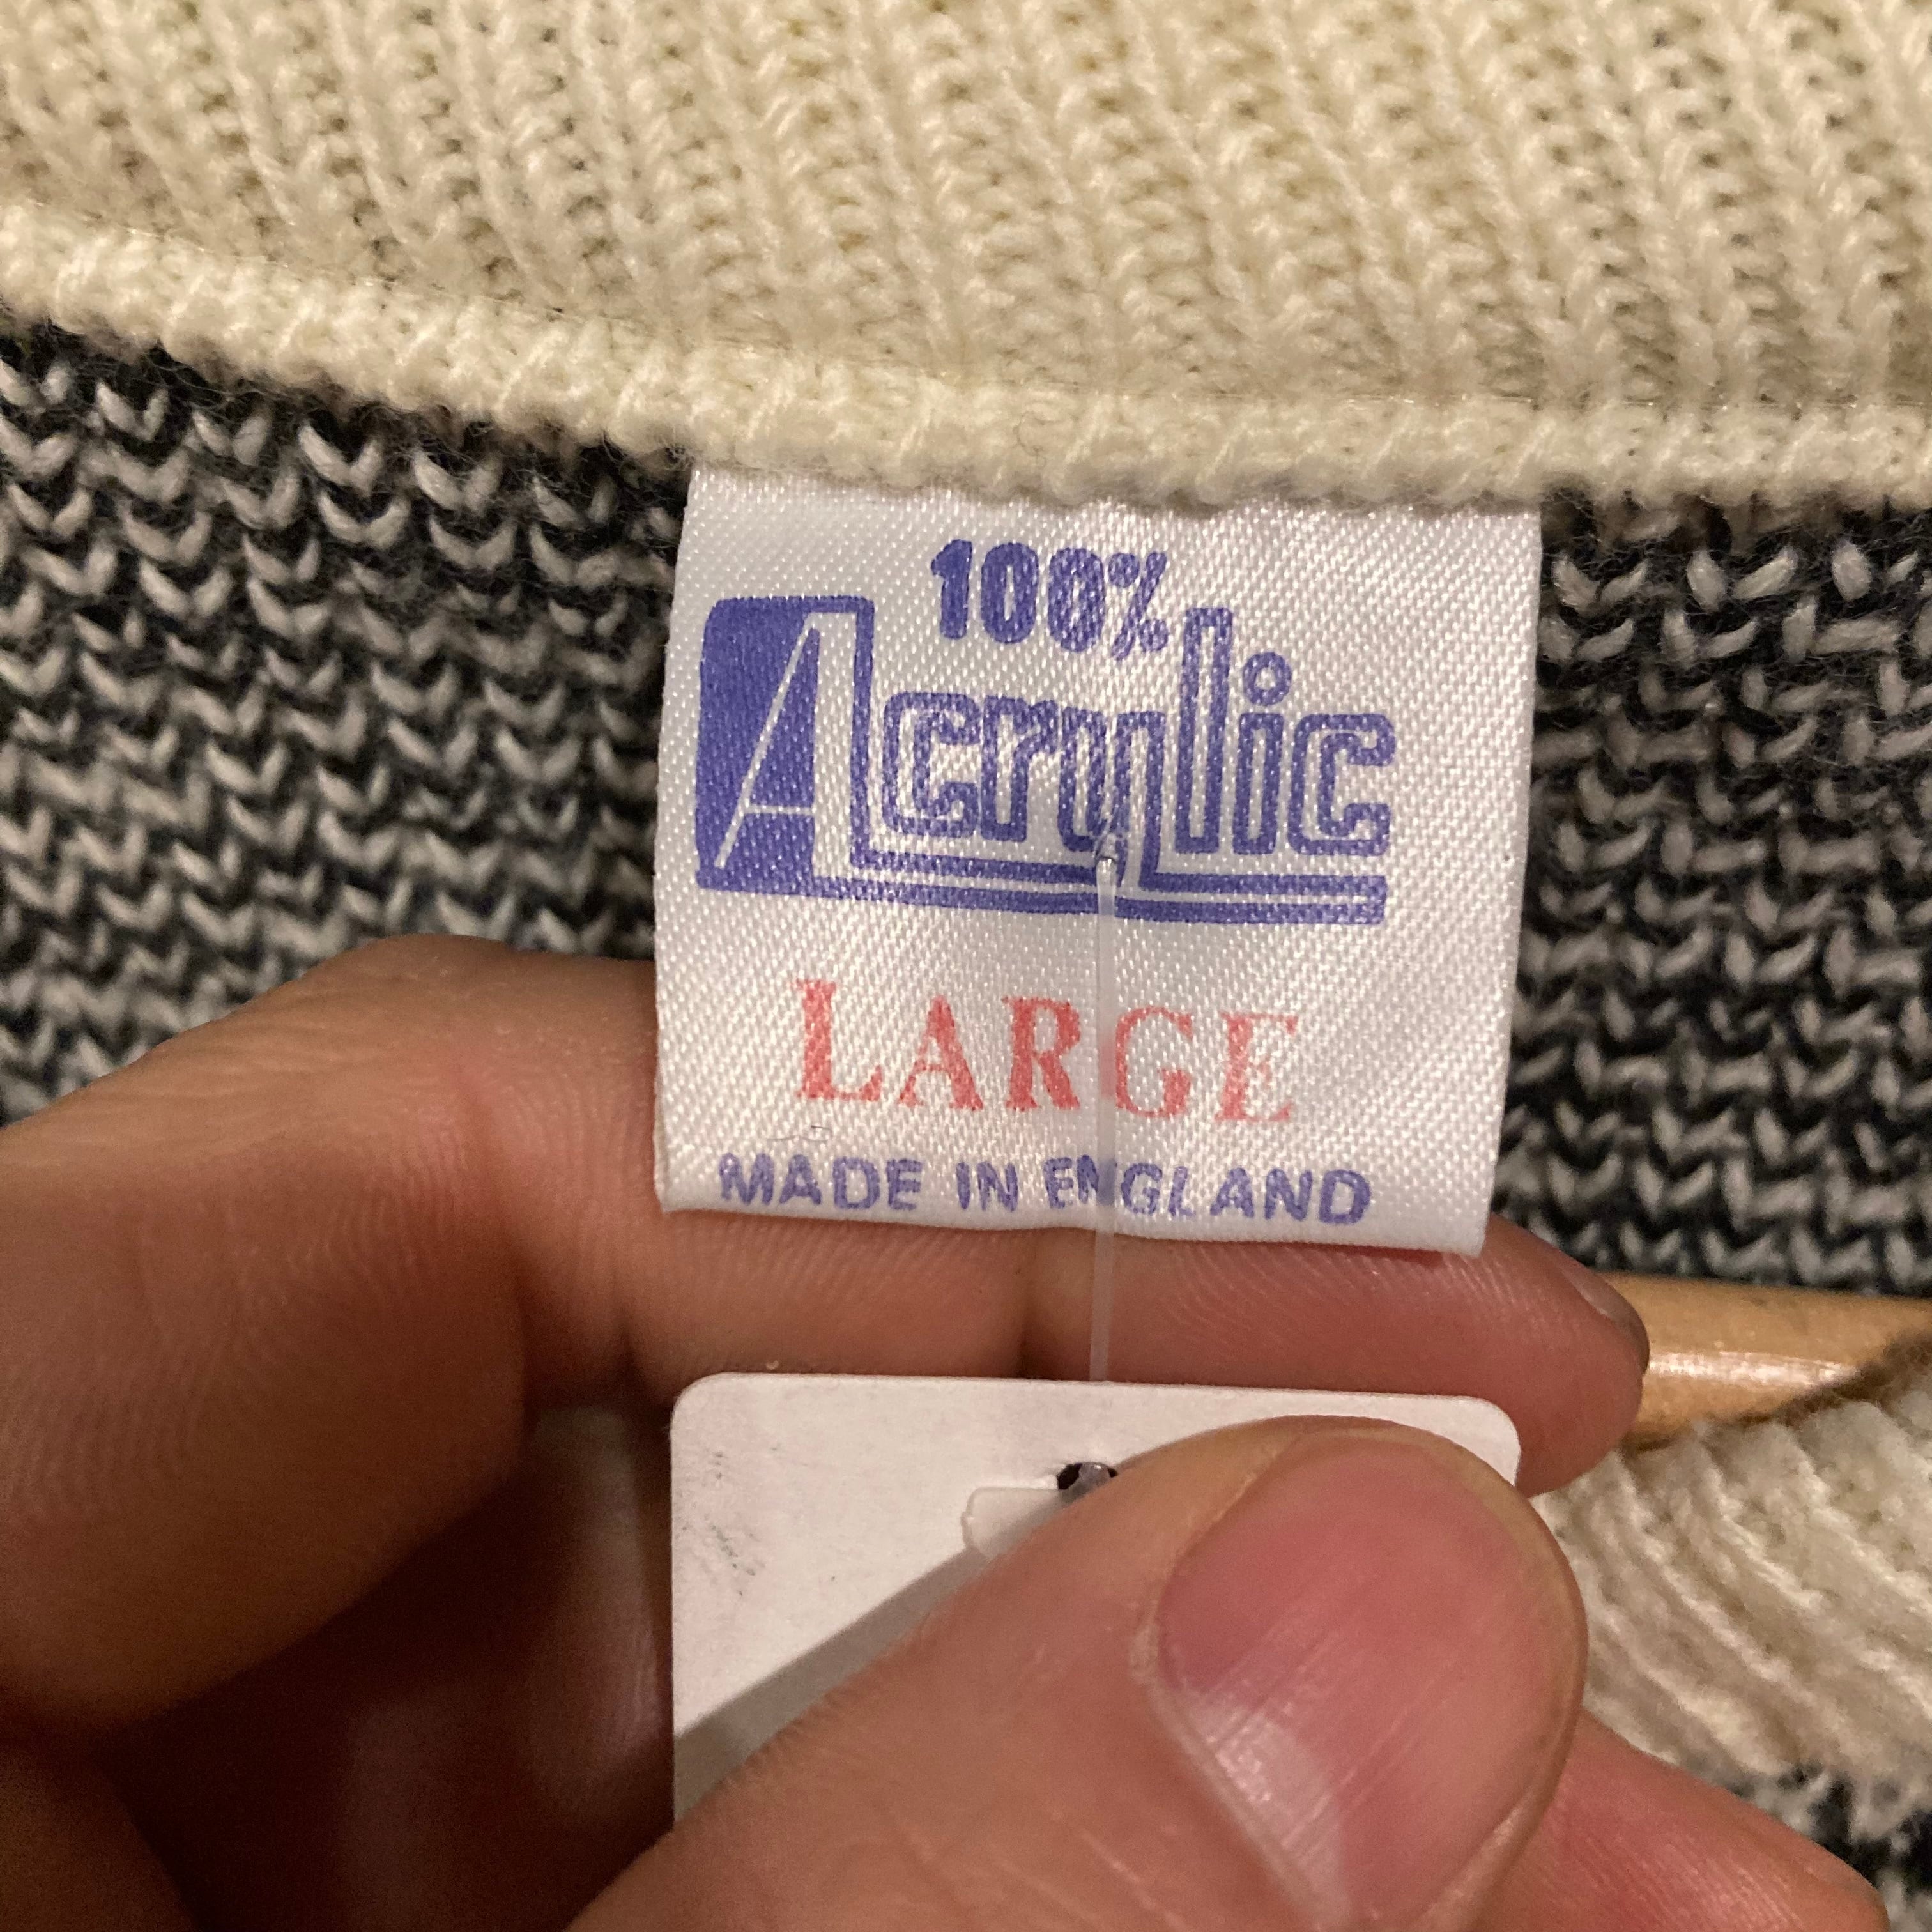 100%
Acrylic
LARGE
MADE IN ENGLAND